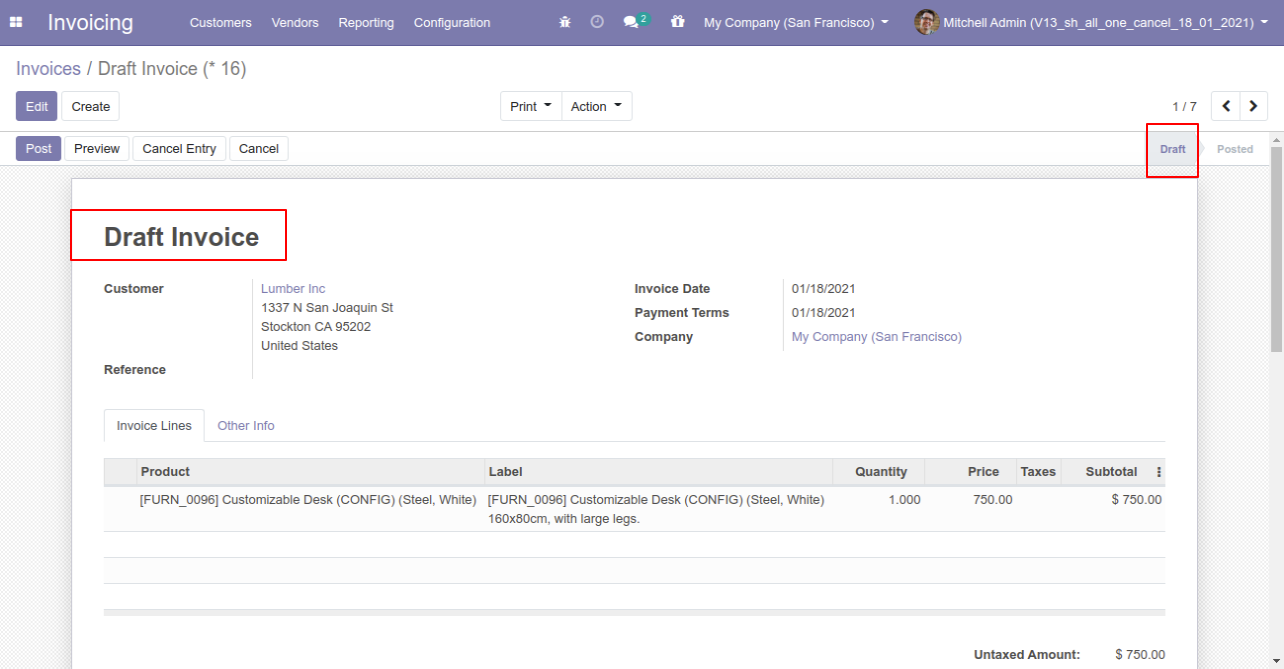 Invoicing Customers Vendors Reporting Configuration 2 My Company (San Francisco) Mitchell Admin (V13_sh_all_one_cancel_18_01_2021)
Invoices / Draft Invoice (* 16)
Edit Create Print Action 1 / 7
Post Preview Cancel Entry Cancel Draft Posted
Draft Invoice
Customer Lumber Inc Invoice Date 01/18/2021
1337 N San Joaquin St Payment Terms 01/18/2021
Stockton CA 95202 Company My Company (San Francisco)
United States
Reference
Invoice Lines Other Info
Product Label Quantity Price Taxes Subtotal
[FURN_0096] Customizable Desk (CONFIG) (Steel, White) [FURN_0096] Customizable Desk (CONFIG) (Steel, White) 1.000 750.00 $ 750.00
160x80cm, with large legs.
Untaxed Amount: $ 750.00